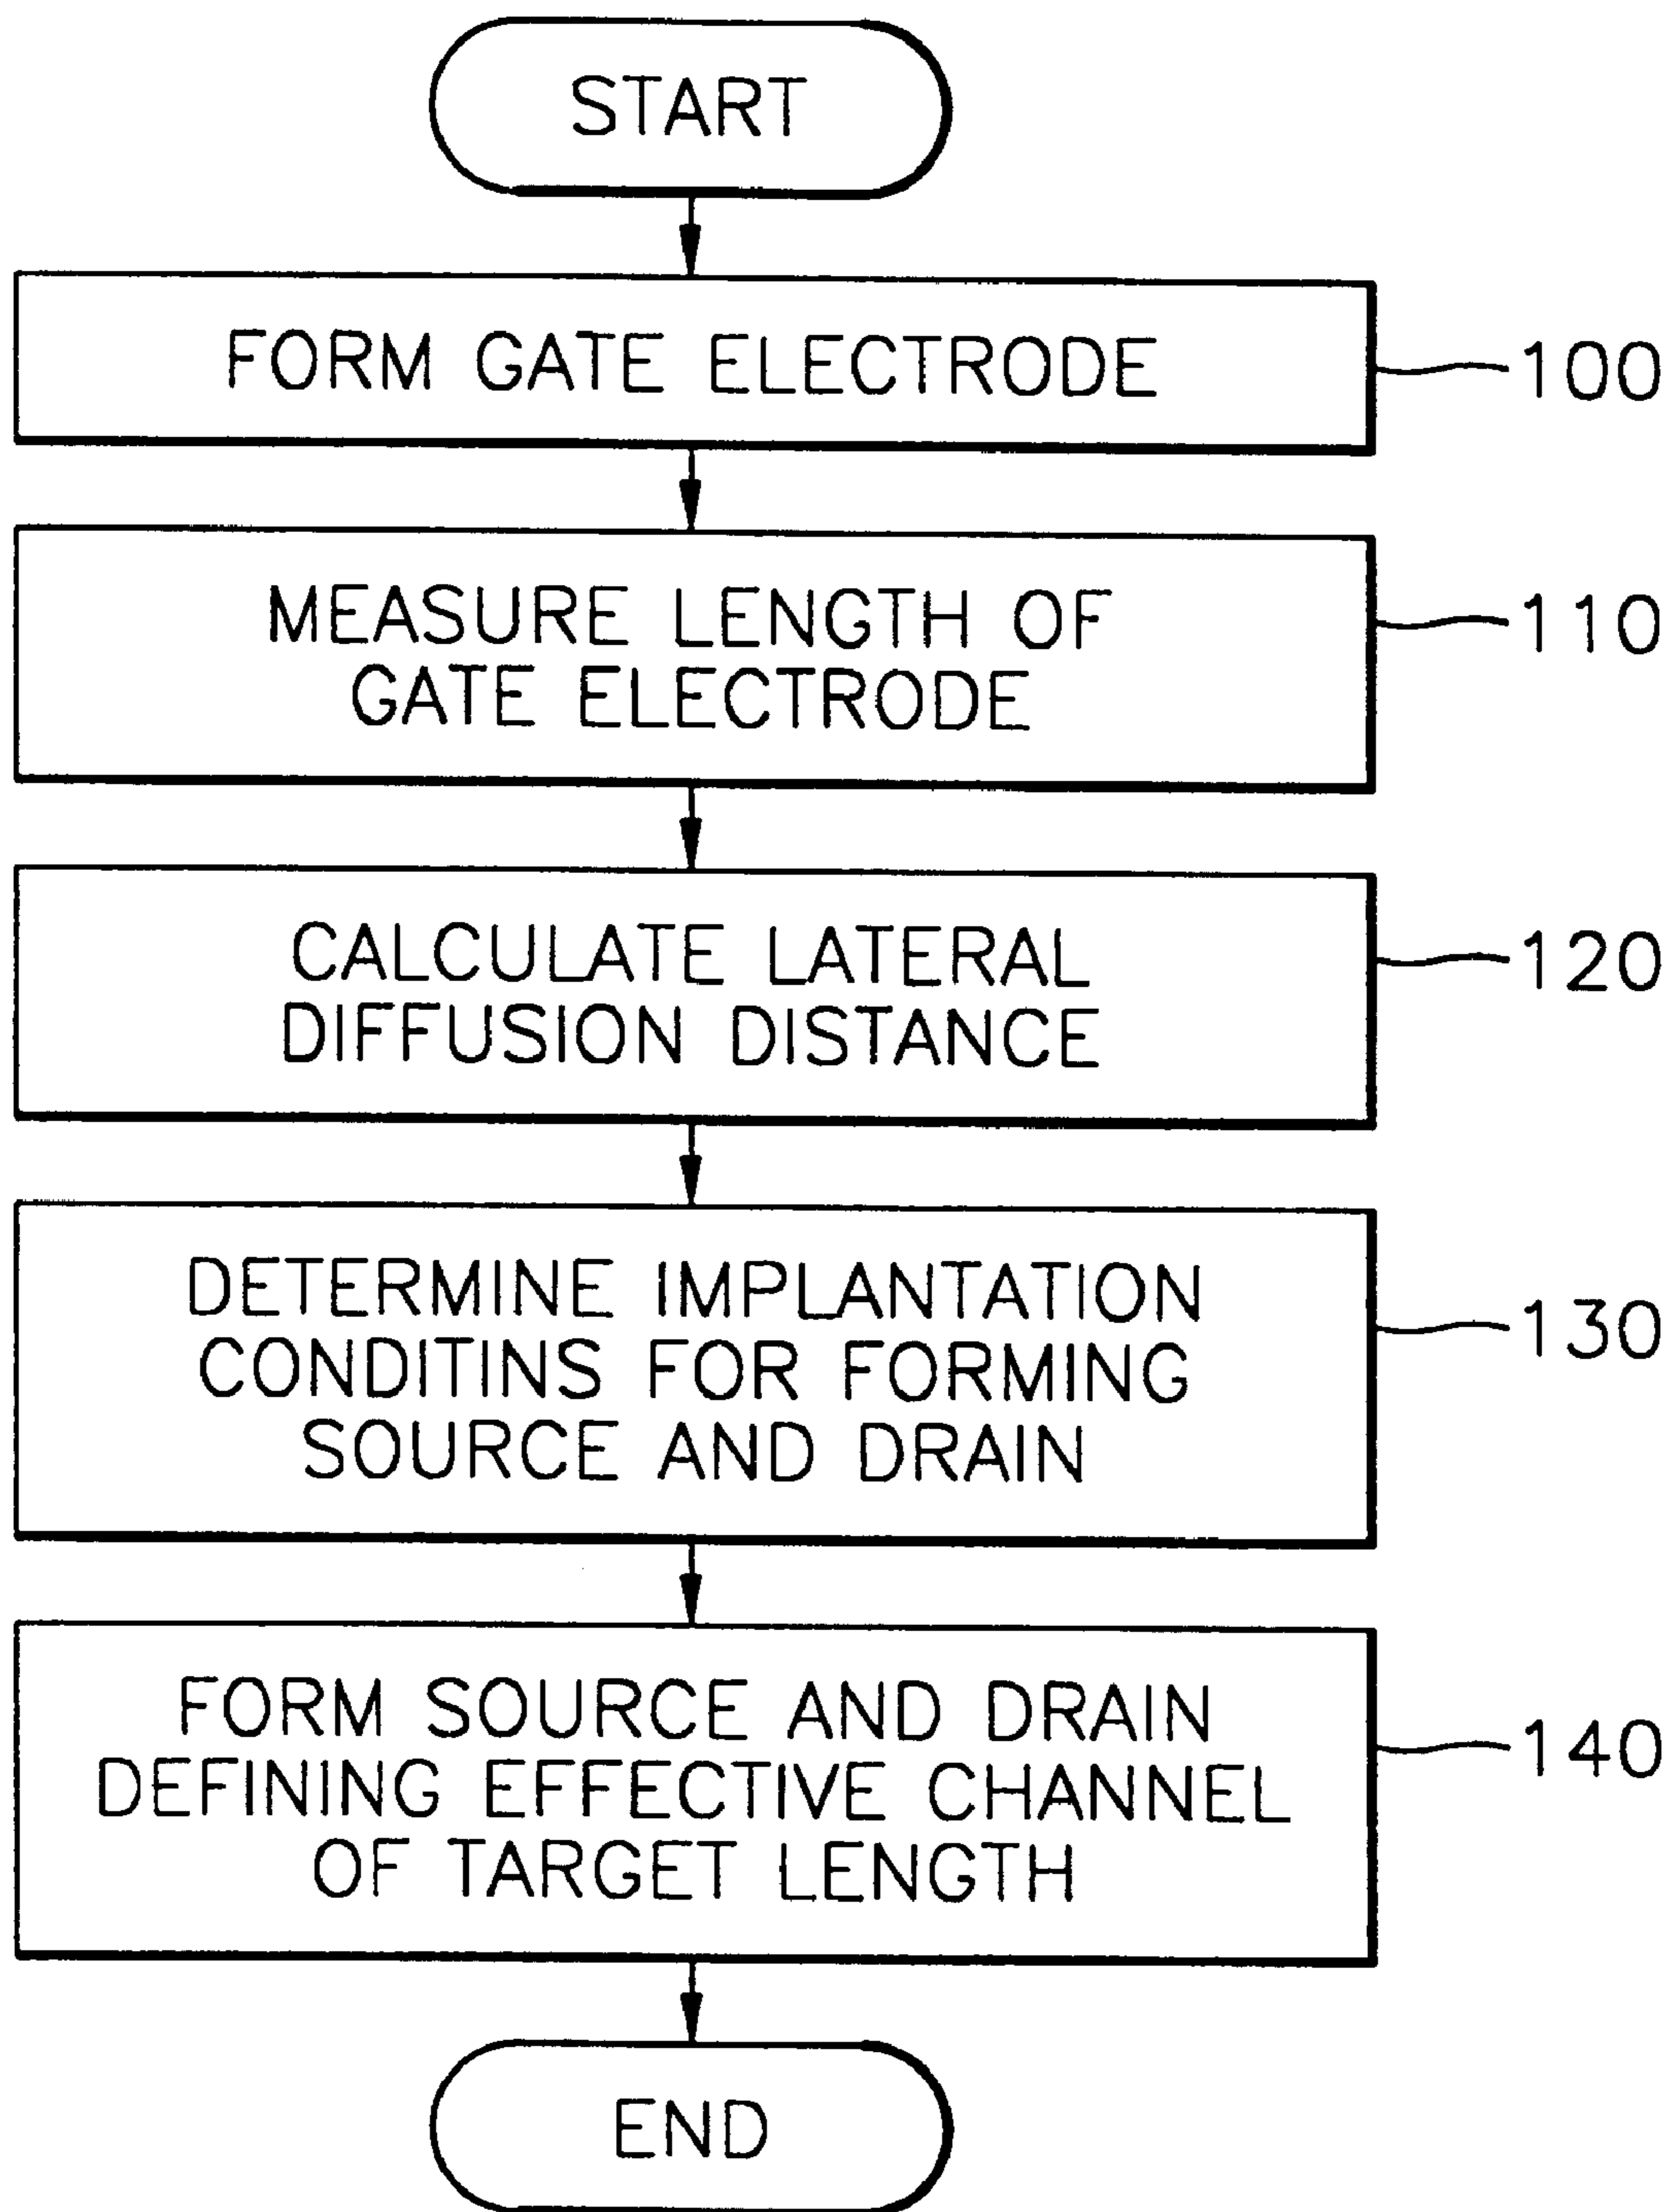 START
FORM GATE ELECTRODE
100
MEASURE LENGTH OF
GATE ELECTRODE
110
CALCULATE LATERAL
DIFFUSION DISTANCE
120
DETERMINE IMPLANTATION
CONDITINS FOR FORMING
SOURCE AND DRAIN
130
FORM SOURCE AND DRAIN
DEFINING EFFECTIVE CHANNEL
OF TARGET LENGTH
140
END